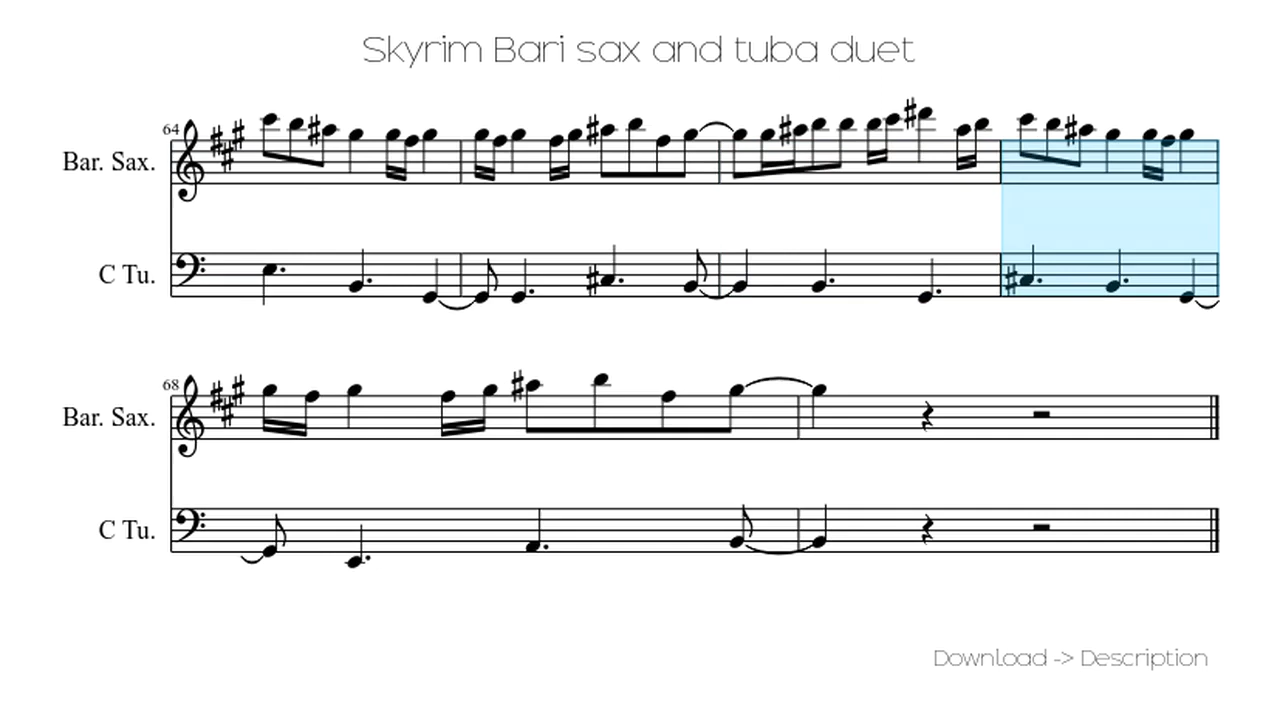 Skyrim Bari sax and tuba duet
64
Bar. Sax.
C Tu.
68
Bar. Sax.
C Tu.
Download -> Description